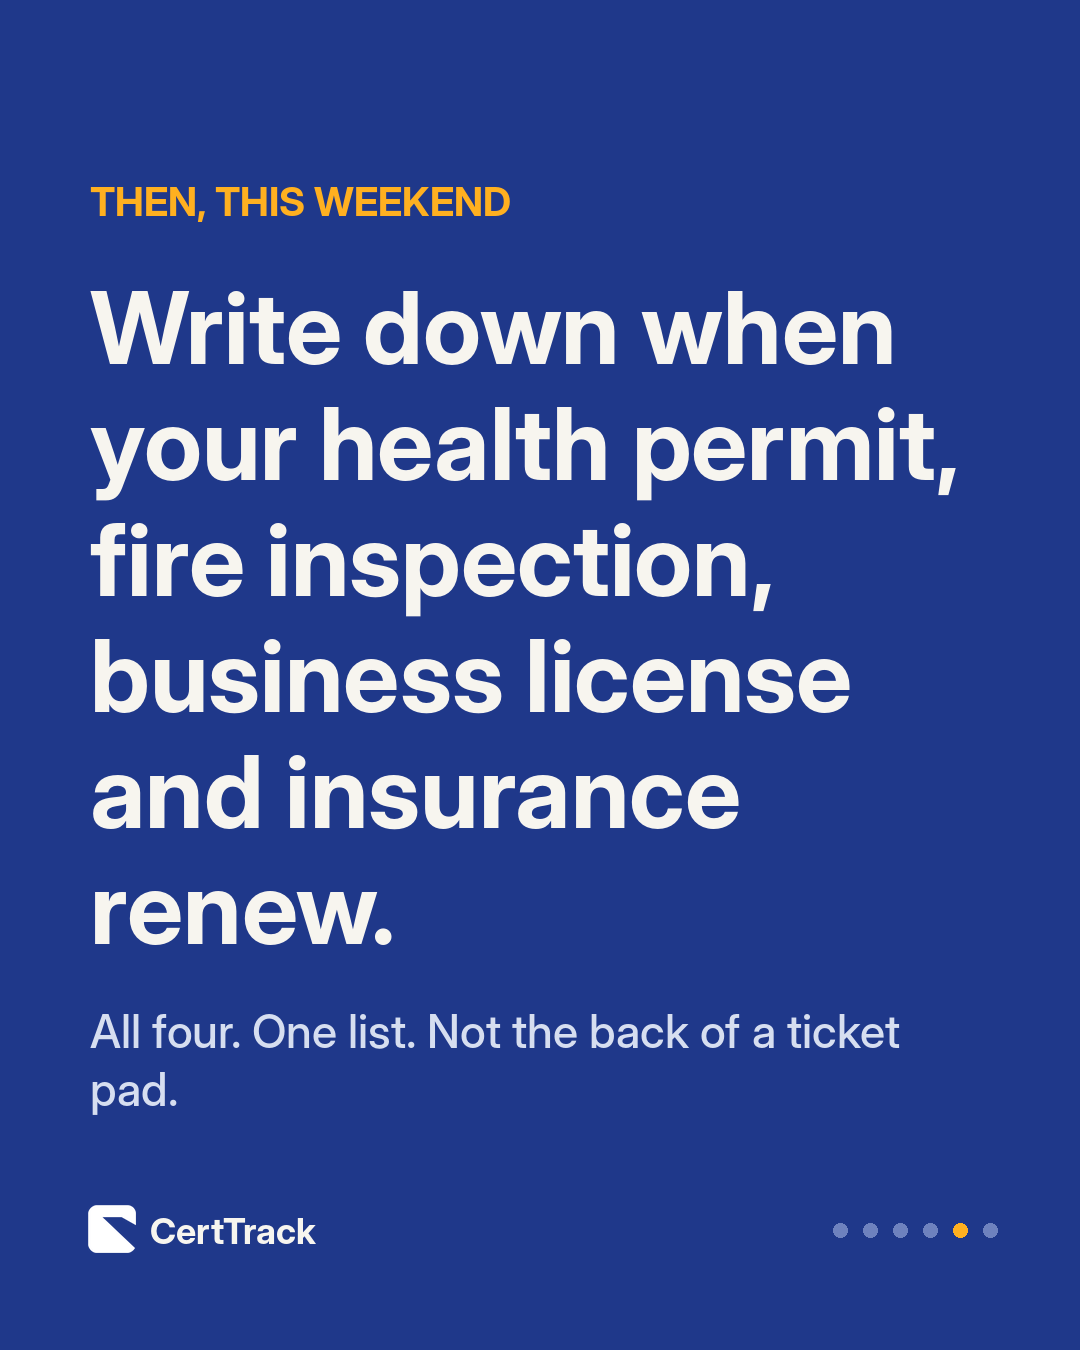 THEN, THIS WEEKEND
Write down when
your health permit,
fire inspection,
business license
and insurance
renew.
All four. One list. Not the back of a ticket
pad.
CertTrack